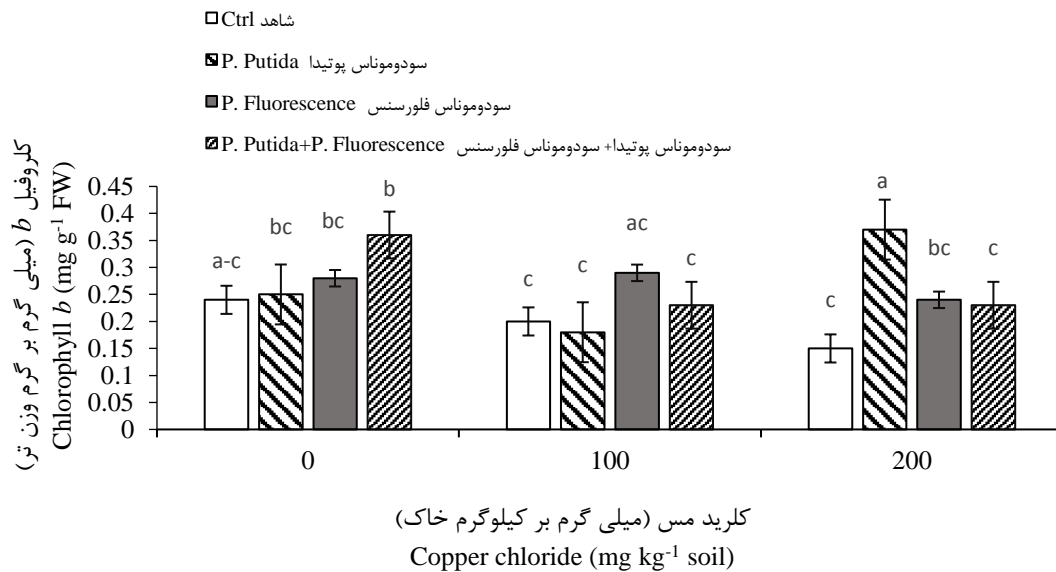 شاهد Ctrl
P. Putida سودوموناس پوتیدا
P. Fluorescence سودوموناس فلورسنس
P. Putida+P. Fluorescence سودوموناس پوتیدا+ سودوموناس فلورسنس
کلروفیل b (میلی گرم بر گرم وزن تر)
Chlorophyll b (mg g-1 FW)
0.45
0.4
0.35
0.3
0.25
0.2
0.15
0.1
0.05
0
a-c
bc
bc
b
c
c
ac
c
c
a
bc
c
0 100 200
کلرید مس (میلی گرم بر کیلوگرم خاک)
Copper chloride (mg kg-1 soil)